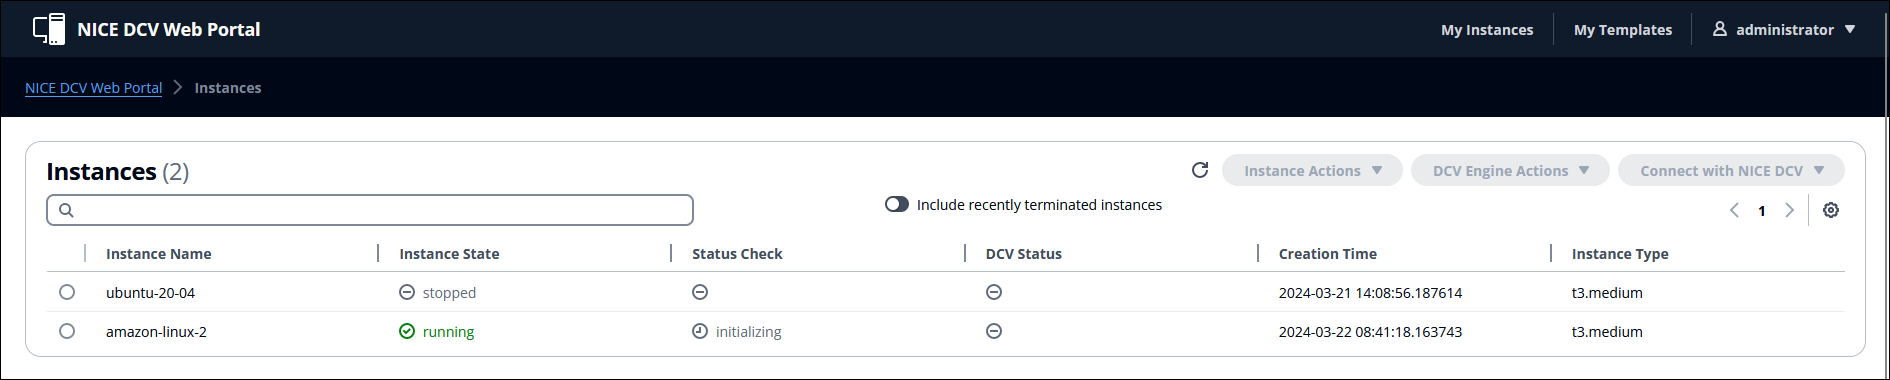 NICE DCV Web Portal My Instances My Templates administrator
NICE DCV Web Portal Instances
Instances (2) Instance Actions DCV Engine Actions Connect with NICE DCV
Include recently terminated instances 1
Instance Name Instance State Status Check DCV Status Creation Time Instance Type
ubuntu-20-04 stopped 2024-03-21 14:08:56.187614 t3.medium
amazon-linux-2 running initializing 2024-03-22 08:41:18.163743 t3.medium